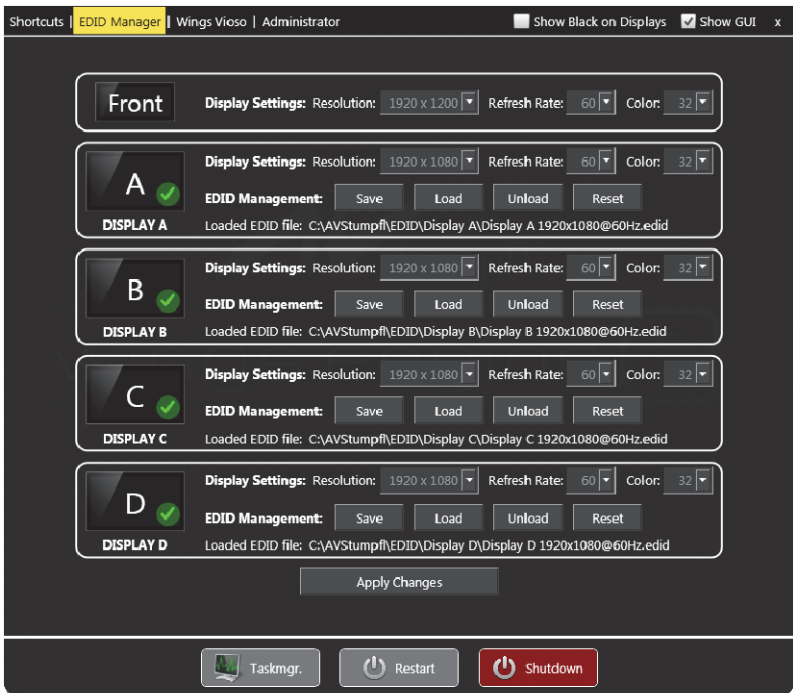 Shortcuts | EDID Manager | Wings Vioso | Administrator Show Black on Displays Show GUI x
Front Display Settings: Resolution: 1920 x 1200 Refresh Rate: 60 Color: 32
A Display Settings: Resolution: 1920 x 1080 Refresh Rate: 60 Color: 32
EDID Management: Save Load Unload Reset
DISPLAY A Loaded EDID file: C:\AVStumpfl\EDID\Display A\Display A 1920x1080@60Hz.edid
B Display Settings: Resolution: 1920 x 1080 Refresh Rate: 60 Color: 32
EDID Management: Save Load Unload Reset
DISPLAY B Loaded EDID file: C:\AVStumpfl\EDID\Display B\Display B 1920x1080@60Hz.edid
C Display Settings: Resolution: 1920 x 1080 Refresh Rate: 60 Color: 32
EDID Management: Save Load Unload Reset
DISPLAY C Loaded EDID file: C:\AVStumpfl\EDID\Display C\Display C 1920x1080@60Hz.edid
D Display Settings: Resolution: 1920 x 1080 Refresh Rate: 60 Color: 32
EDID Management: Save Load Unload Reset
DISPLAY D Loaded EDID file: C:\AVStumpfl\EDID\Display D\Display D 1920x1080@60Hz.edid
Apply Changes
Taskmgr. Restart Shutdown